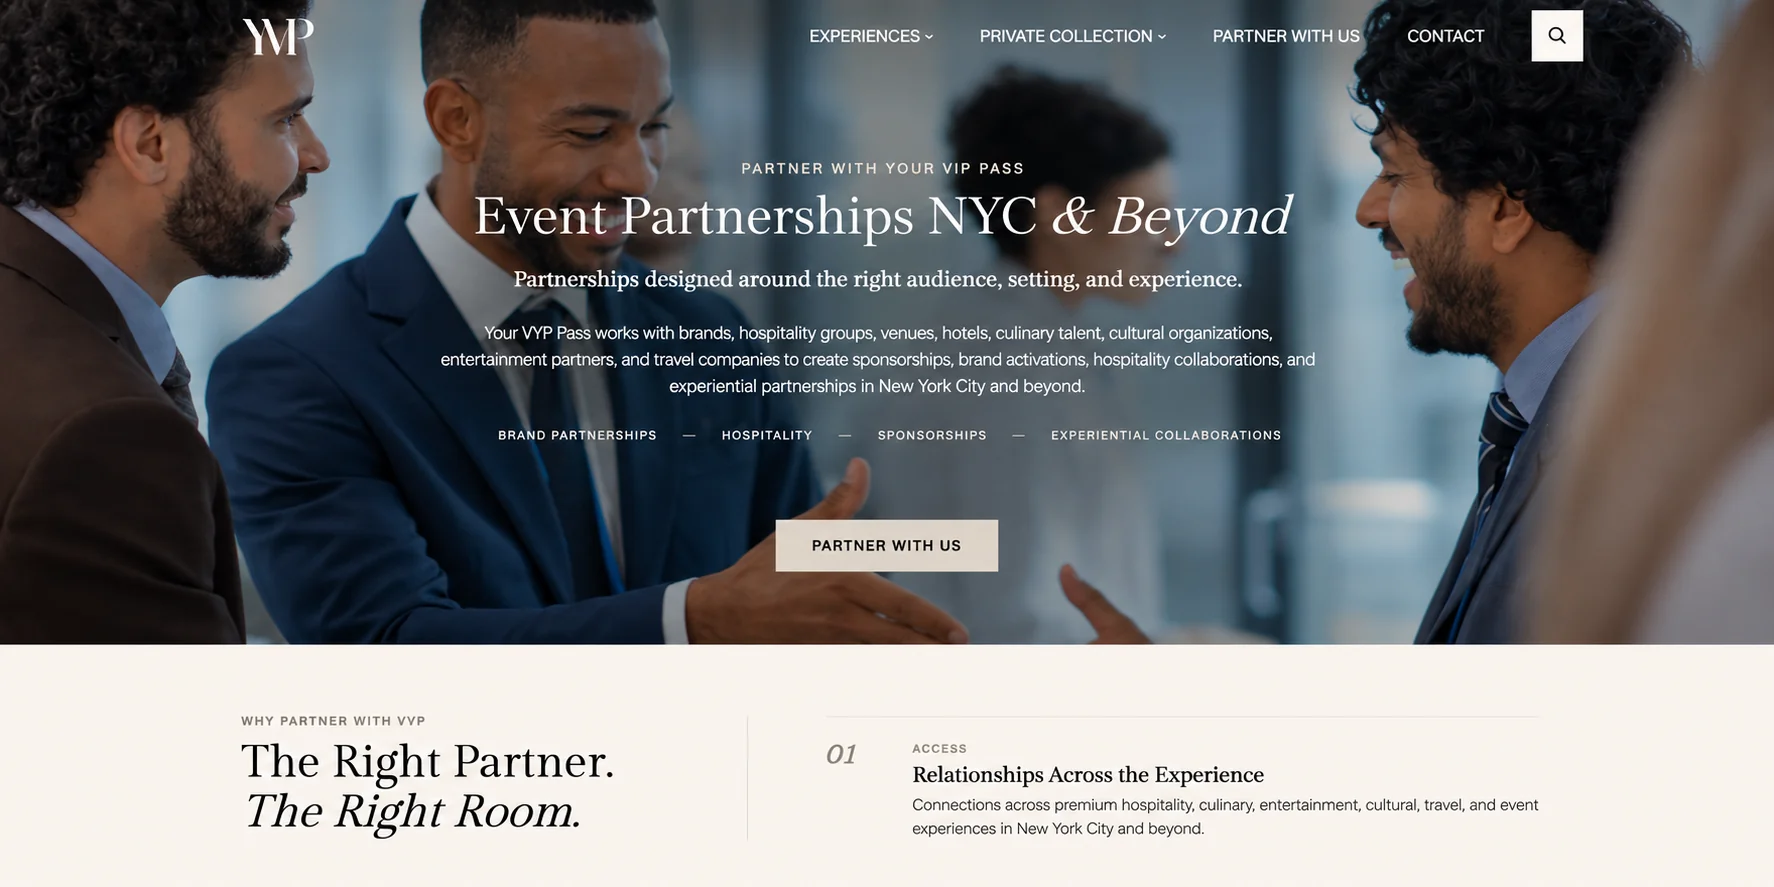 YVP
EXPERIENCES
PRIVATE COLLECTION
PARTNER WITH US
CONTACT
PARTNER WITH YOUR VIP PASS
Event Partnerships NYC & Beyond
Partnerships designed around the right audience, setting, and experience.
Your VYP Pass works with brands, hospitality groups, venues, hotels, culinary talent, cultural organizations,
entertainment partners, and travel companies to create sponsorships, brand activations, hospitality collaborations, and
experiential partnerships in New York City and beyond.
BRAND PARTNERSHIPS — HOSPITALITY — SPONSORSHIPS — EXPERIENTIAL COLLABORATIONS
PARTNER WITH US
WHY PARTNER WITH VVP
The Right Partner.
The Right Room.
01
ACCESS
Relationships Across the Experience
Connections across premium hospitality, culinary, entertainment, cultural, travel, and event
experiences in New York City and beyond.